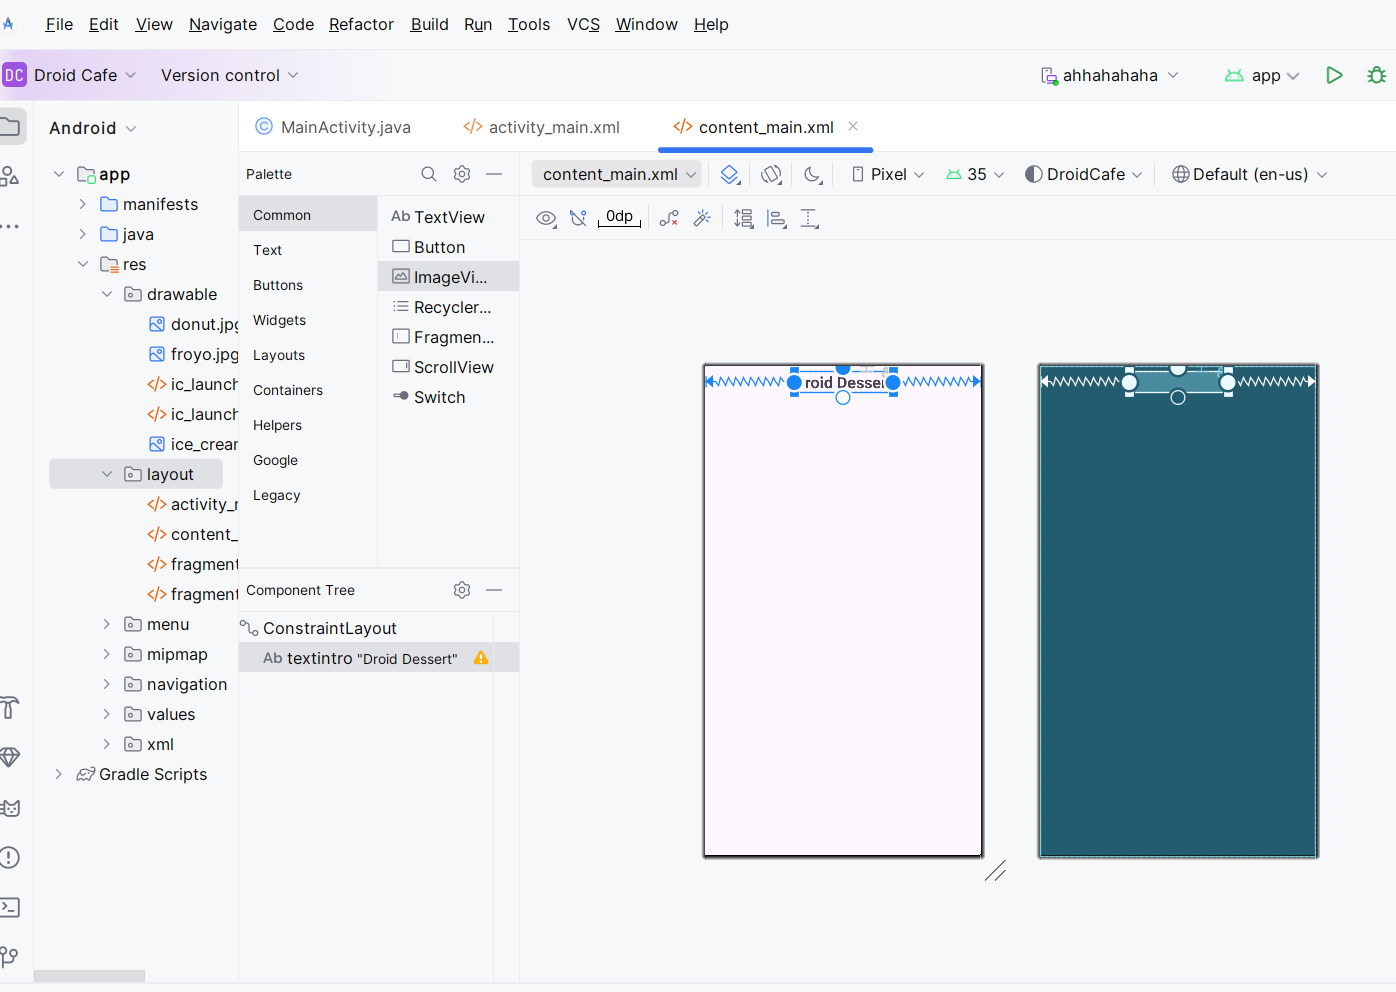 File Edit View Navigate Code Refactor Build Run Tools VCS Window Help
DC Droid Cafe Version control ahhahahaha app
Android
MainActivity.java activity_main.xml content_main.xml
app
manifests
java
res
drawable
donut.jpg
froyo.jpg
ic_launch
ic_launch
ice_crear
layout
activity_r
content_
fragment
fragment
menu
mipmap
navigation
values
xml
Gradle Scripts
Palette
Common
Text
Buttons
Widgets
Layouts
Containers
Helpers
Google
Legacy
Ab TextView
Button
ImageVi...
Recycler...
Fragmen...
ScrollView
Switch
Component Tree
ConstraintLayout
Ab textintro "Droid Dessert"
content_main.xml Pixel 35 DroidCafe Default (en-us)
0dp
roid Desser